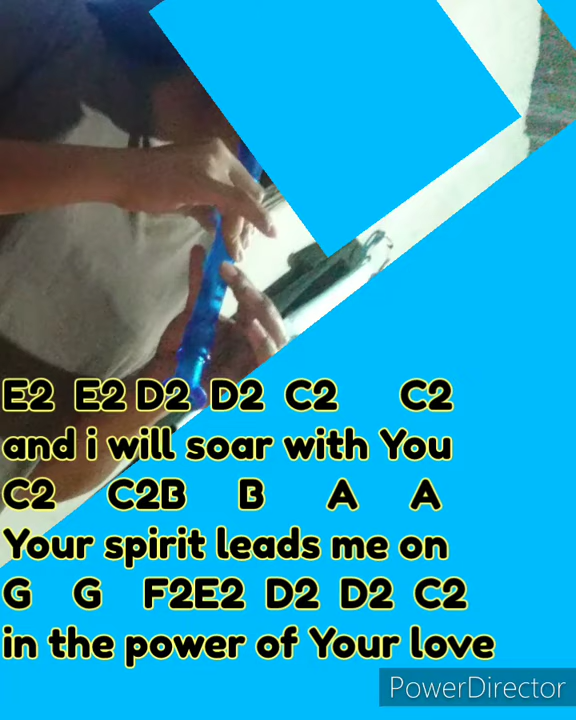 E2 E2 D2 D2 C2 C2
and i will soar with You
C2 C2B B A A
Your spirit leads me on
G G F2E2 D2 D2 C2
in the power of Your love
PowerDirector